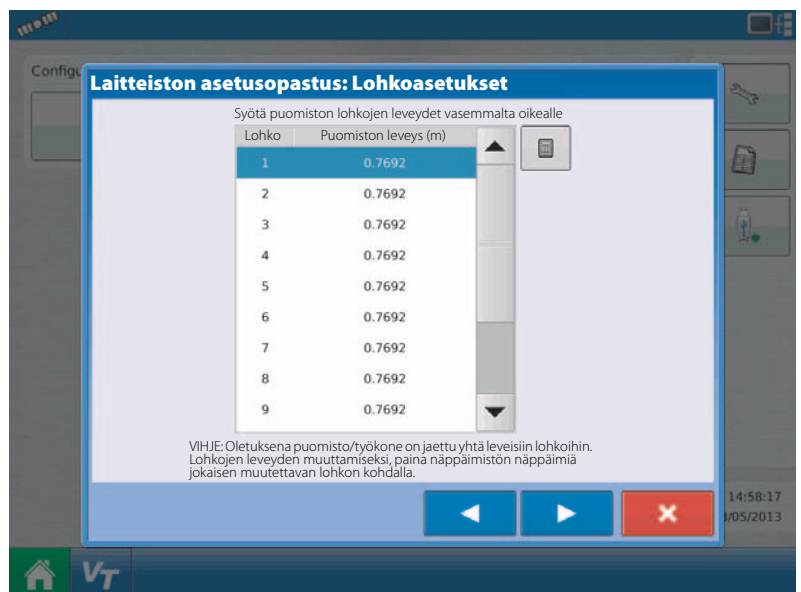 Configu
Laitteiston asetusopastus: Lohkoasetukset
Syötä puomiston lohkojen leveydet vasemmalta oikealle
Lohko Puomiston leveys (m)
1 0.7692
2 0.7692
3 0.7692
4 0.7692
5 0.7692
6 0.7692
7 0.7692
8 0.7692
9 0.7692
VIHJE: Oletuksena puomisto/työkone on jaettu yhtä leveisiin lohkoihin.
Lohkojen leveyden muuttamiseksi, paina näppäimistön näppäimiä
jokaisen muutettavan lohkon kohdalla.
14:58:17
/05/2013
VT